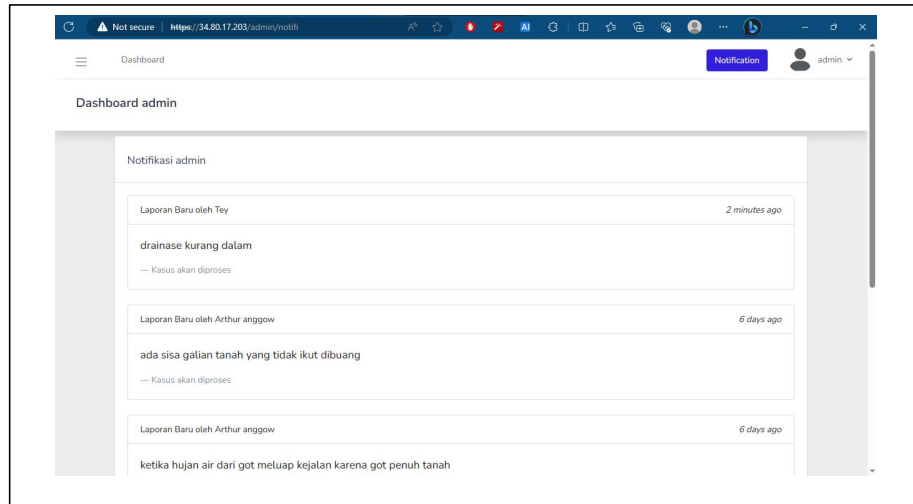 Not secure https://34.80.17.203/admin/notifi
Dashboard Notification admin
Dashboard admin
Notifikasi admin
Laporan Baru oleh Tey 2 minutes ago
drainase kurang dalam
— Kasus akan diproses
Laporan Baru oleh Arthur anggow 6 days ago
ada sisa galian tanah yang tidak ikut dibuang
— Kasus akan diproses
Laporan Baru oleh Arthur anggow 6 days ago
ketika hujan air dari got meluap kejalan karena got penuh tanah